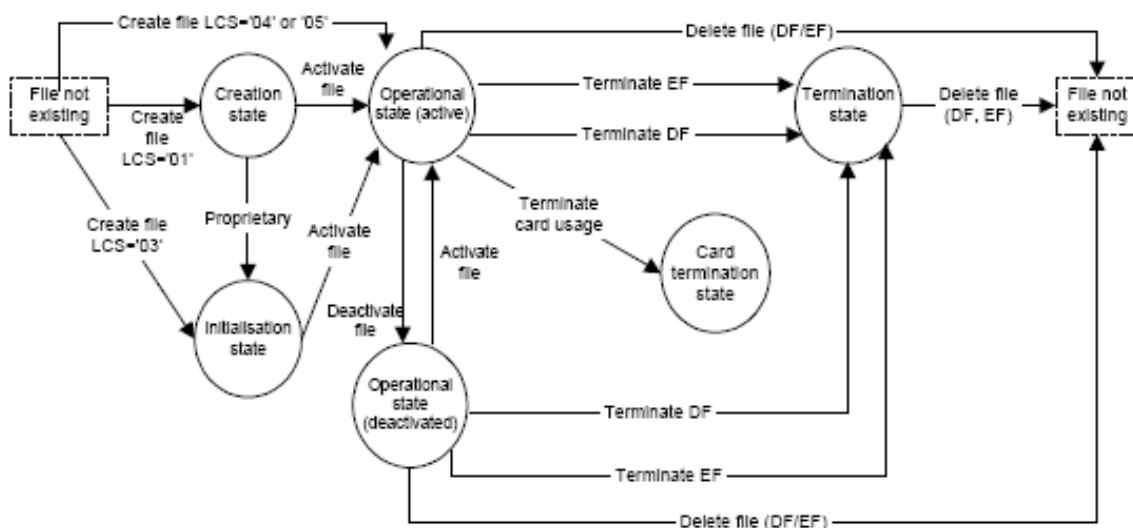 Create file LCS='04' or '05'
Delete file (DF/EF)
File not
existing
Create
file
LCS='01'
Creation
state
Activate
file
Operational
state (active)
Terminate EF
Terminate DF
Termination
state
Delete file
(DF, EF)
File not
existing
Create file
LCS='03'
Proprietary
Activate
file
Activate
file
Terminate
card usage
Card
termination
state
Initialisation
state
Deactivate
file
Operational
state
(deactivated)
Terminate DF
Terminate EF
Delete file (DF/EF)